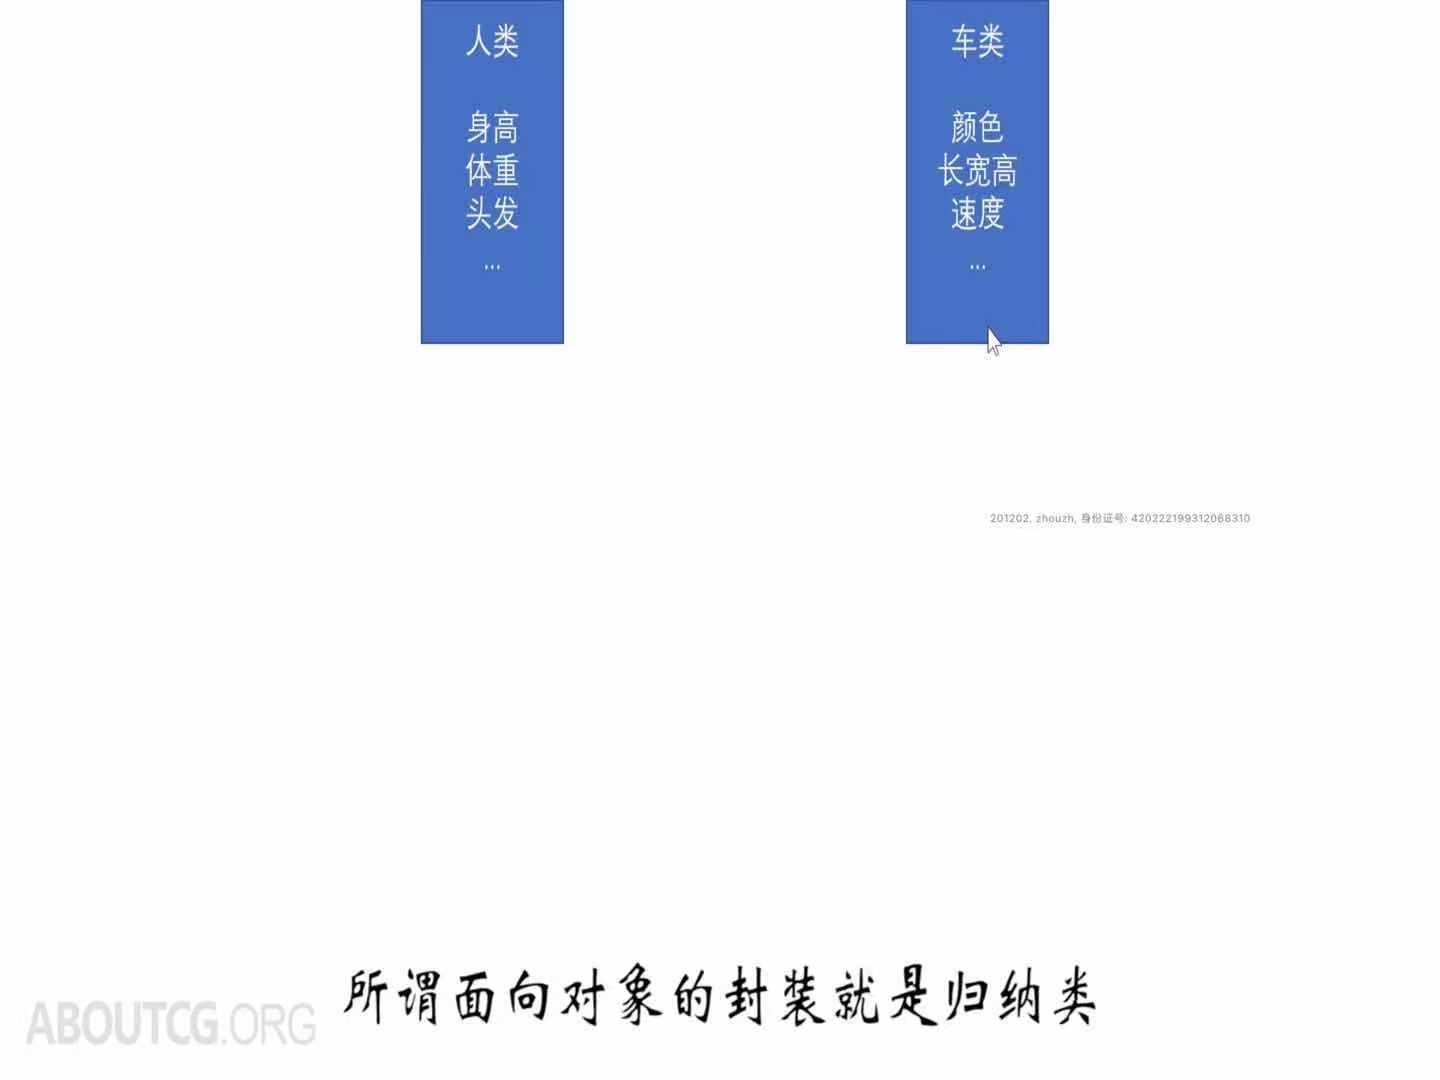 人类
身高
体重
头发
...
车类
颜色
长宽高
速度
...
201202, zhouzh, 身份证号: 420222199312068310
所谓面向对象的封装就是归纳类
ABOUTCG.ORG